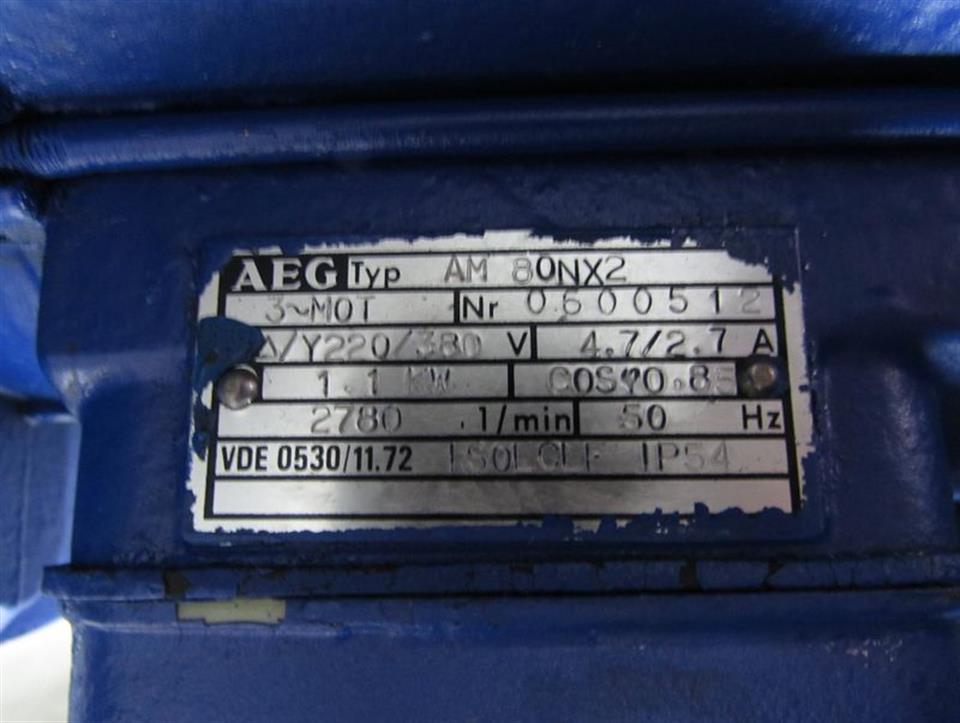 AEG Typ AM 80NX2
3~MOT Nr 0600512
Δ/Y220/380 V 4.7/2.7 A
1.1 KW COSφ0.85
2780 1/min 50 Hz
VDE 0530/11.72 ISOLCLF IP54